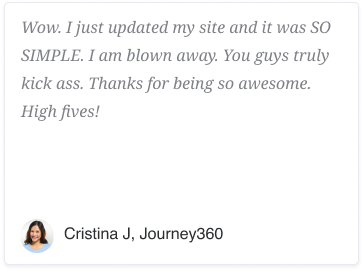 Wow. I just updated my site and it was SO
SIMPLE. I am blown away. You guys truly
kick ass. Thanks for being so awesome.
High fives!
Cristina J, Journey360